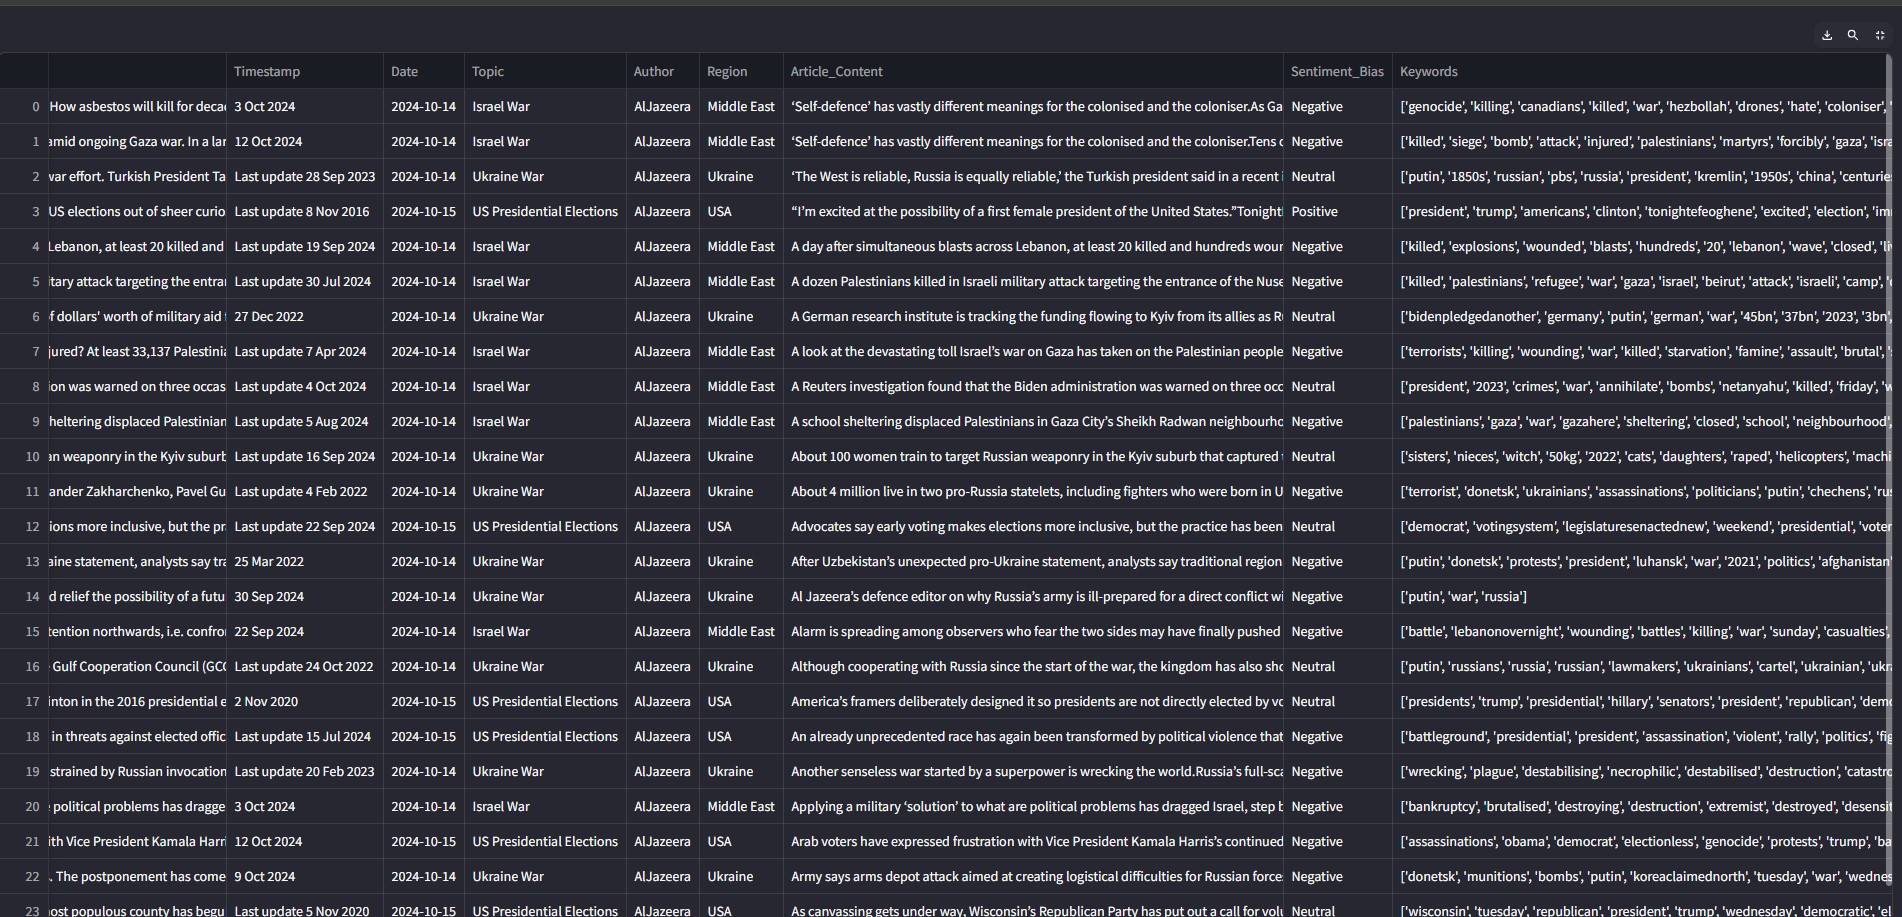 Timestamp Date Topic Author Region Article_Content Sentiment_Bias Keywords
0 How asbestos will kill for deca 3 Oct 2024 2024-10-14 Israel War AlJazeera Middle East ‘Self-defence’ has vastly different meanings for the colonised and the coloniser.As Ga Negative ['genocide', 'killing', 'canadians', 'killed', 'war', 'hezbollah', 'drones', 'hate', 'coloniser', '
1 amid ongoing Gaza war. In a lar 12 Oct 2024 2024-10-14 Israel War AlJazeera Middle East ‘Self-defence’ has vastly different meanings for the colonised and the coloniser.Tens o Negative ['killed', 'siege', 'bomb', 'attack', 'injured', 'palestinians', 'martyrs', 'forcibly', 'gaza', 'isra
2 war effort. Turkish President Ta Last update 28 Sep 2023 2024-10-14 Ukraine War AlJazeera Ukraine ‘The West is reliable, Russia is equally reliable,’ the Turkish president said in a recent i Neutral ['putin', '1850s', 'russian', 'pbs', 'russia', 'president', 'kremlin', '1950s', 'china', 'centurie
3 US elections out of sheer curio Last update 8 Nov 2016 2024-10-15 US Presidential Elections AlJazeera USA “I’m excited at the possibility of a first female president of the United States.”Tonight Positive ['president', 'trump', 'americans', 'clinton', 'tonightefeoghene', 'excited', 'election', 'im
4 Lebanon, at least 20 killed and Last update 19 Sep 2024 2024-10-14 Israel War AlJazeera Middle East A day after simultaneous blasts across Lebanon, at least 20 killed and hundreds wour Negative ['killed', 'explosions', 'wounded', 'blasts', 'hundreds', '20', 'lebanon', 'wave', 'closed', 'li
5 tary attack targeting the entra Last update 30 Jul 2024 2024-10-14 Israel War AlJazeera Middle East A dozen Palestinians killed in Israeli military attack targeting the entrance of the Nuse Negative ['killed', 'palestinians', 'refugee', 'war', 'gaza', 'israel', 'beirut', 'attack', 'israeli', 'camp', '
6 of dollars' worth of military aid 27 Dec 2022 2024-10-14 Ukraine War AlJazeera Ukraine A German research institute is tracking the funding flowing to Kyiv from its allies as R Neutral ['bidenpledgedanother', 'germany', 'putin', 'german', 'war', '45bn', '37bn', '2023', '3bn',
7 jured? At least 33,137 Palestinia Last update 7 Apr 2024 2024-10-14 Israel War AlJazeera Middle East A look at the devastating toll Israel’s war on Gaza has taken on the Palestinian people Negative ['terrorists', 'killing', 'wounding', 'war', 'killed', 'starvation', 'famine', 'assault', 'brutal', '
8 ion was warned on three occas Last update 4 Oct 2024 2024-10-14 Israel War AlJazeera Middle East A Reuters investigation found that the Biden administration was warned on three occ Neutral ['president', '2023', 'crimes', 'war', 'annihilate', 'bombs', 'netanyahu', 'killed', 'friday', 'w
9 heltering displaced Palestinian Last update 5 Aug 2024 2024-10-14 Israel War AlJazeera Middle East A school sheltering displaced Palestinians in Gaza City’s Sheikh Radwan neighbourho Negative ['palestinians', 'gaza', 'war', 'gazahere', 'sheltering', 'closed', 'school', 'neighbourhood',
10 an weaponry in the Kyiv suburb Last update 16 Sep 2024 2024-10-14 Ukraine War AlJazeera Ukraine About 100 women train to target Russian weaponry in the Kyiv suburb that captured Neutral ['sisters', 'nieces', 'witch', '50kg', '2022', 'cats', 'daughters', 'raped', 'helicopters', 'machi
11 ander Zakharchenko, Pavel Gu Last update 4 Feb 2022 2024-10-14 Ukraine War AlJazeera Ukraine About 4 million live in two pro-Russia statelets, including fighters who were born in U Negative ['terrorist', 'donetsk', 'ukrainians', 'assassinations', 'politicians', 'putin', 'chechens', 'rus
12 ions more inclusive, but the pr Last update 22 Sep 2024 2024-10-15 US Presidential Elections AlJazeera USA Advocates say early voting makes elections more inclusive, but the practice has been Neutral ['democrat', 'votingsystem', 'legislaturesenactednew', 'weekend', 'presidential', 'voter
13 aine statement, analysts say tra 25 Mar 2022 2024-10-14 Ukraine War AlJazeera Ukraine After Uzbekistan’s unexpected pro-Ukraine statement, analysts say traditional region Negative ['putin', 'donetsk', 'protests', 'president', 'luhansk', 'war', '2021', 'politics', 'afghanistan'
14 d relief the possibility of a futu 30 Sep 2024 2024-10-14 Ukraine War AlJazeera Ukraine Al Jazeera’s defence editor on why Russia’s army is ill-prepared for a direct conflict wi Negative ['putin', 'war', 'russia']
15 tention northwards, i.e. confro 22 Sep 2024 2024-10-14 Israel War AlJazeera Middle East Alarm is spreading among observers who fear the two sides may have finally pushed Negative ['battle', 'lebanonovernight', 'wounding', 'battles', 'killing', 'war', 'sunday', 'casualties',
16 Gulf Cooperation Council (GCC Last update 24 Oct 2022 2024-10-14 Ukraine War AlJazeera Ukraine Although cooperating with Russia since the start of the war, the kingdom has also sho Neutral ['putin', 'russians', 'russia', 'russian', 'lawmakers', 'ukrainians', 'cartel', 'ukrainian', 'ukr
17 inton in the 2016 presidential e 2 Nov 2020 2024-10-15 US Presidential Elections AlJazeera USA America’s framers deliberately designed it so presidents are not directly elected by vo Neutral ['presidents', 'trump', 'presidential', 'hillary', 'senators', 'president', 'republican', 'demo
18 in threats against elected offic Last update 15 Jul 2024 2024-10-15 US Presidential Elections AlJazeera USA An already unprecedented race has again been transformed by political violence that Negative ['battleground', 'presidential', 'president', 'assassination', 'violent', 'rally', 'politics', 'fig
19 strained by Russian invocation Last update 20 Feb 2023 2024-10-14 Ukraine War AlJazeera Ukraine Another senseless war started by a superpower is wrecking the world.Russia’s full-sca Negative ['wrecking', 'plague', 'destabilising', 'necrophilic', 'destabilised', 'destruction', 'catastro
20 political problems has dragge 3 Oct 2024 2024-10-14 Israel War AlJazeera Middle East Applying a military ‘solution’ to what are political problems has dragged Israel, step b Negative ['bankruptcy', 'brutalised', 'destroying', 'destruction', 'extremist', 'destroyed', 'desensit
21 ith Vice President Kamala Harri 12 Oct 2024 2024-10-15 US Presidential Elections AlJazeera USA Arab voters have expressed frustration with Vice President Kamala Harris’s continued Negative ['assassinations', 'obama', 'democrat', 'electionless', 'genocide', 'protests', 'trump', 'ba
22 . The postponement has come 9 Oct 2024 2024-10-14 Ukraine War AlJazeera Ukraine Army says arms depot attack aimed at creating logistical difficulties for Russian force Negative ['donetsk', 'munitions', 'bombs', 'putin', 'koreaclaimednorth', 'tuesday', 'war', 'wednes
23 ost populous county has begu Last update 5 Nov 2020 2024-10-15 US Presidential Elections AlJazeera USA As canvassing gets under way, Wisconsin’s Republican Party has put out a call for volu Neutral ['wisconsin', 'tuesday', 'republican', 'president', 'trump', 'wednesday', 'democratic', 'el